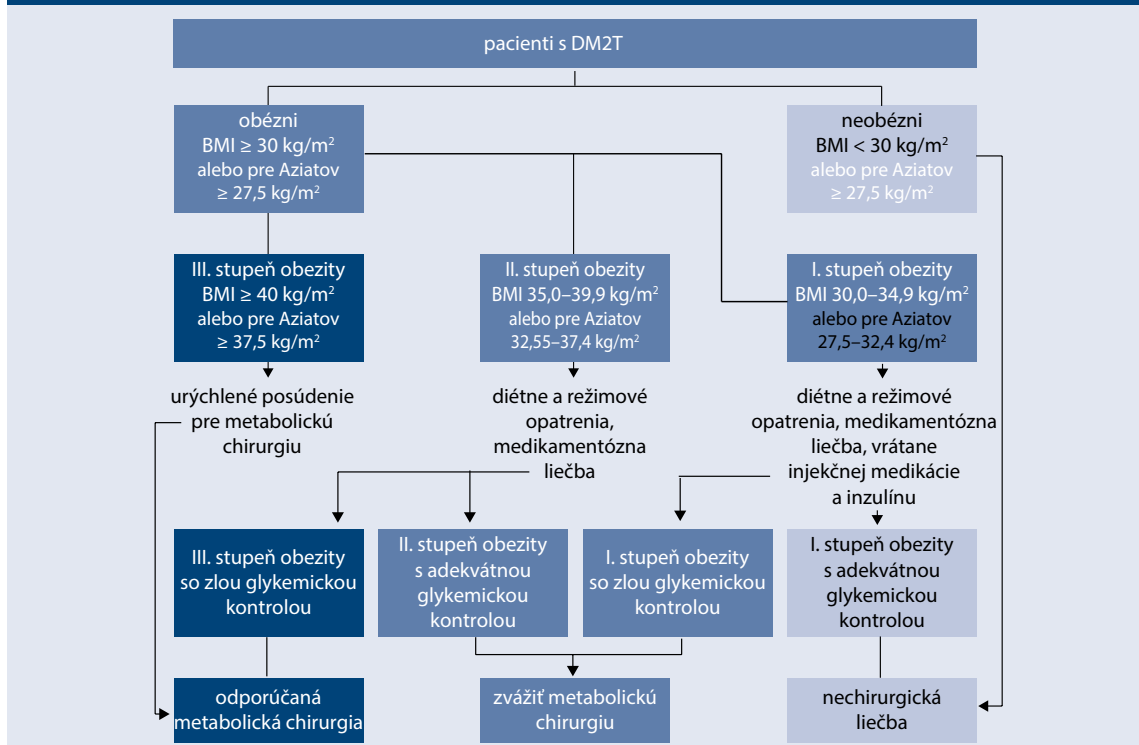 pacienti s DM2T
obézni
BMI ≥ 30 kg/m²
alebo pre Aziatov
≥ 27,5 kg/m²
neobézni
BMI < 30 kg/m²
alebo pre Aziatov
≥ 27,5 kg/m²
III. stupeň obezity
BMI ≥ 40 kg/m²
alebo pre Aziatov
≥ 37,5 kg/m²
II. stupeň obezity
BMI 35,0–39,9 kg/m²
alebo pre Aziatov
32,55–37,4 kg/m²
I. stupeň obezity
BMI 30,0–34,9 kg/m²
alebo pre Aziatov
27,5–32,4 kg/m²
urýchlené posúdenie
pre metabolickú
chirurgiu
diétne a režimové
opatrenia,
medikamentózna
liečba
diétne a režimové
opatrenia, medikamentózna
liečba, vrátane
injekčnej medikácie
a inzulínu
III. stupeň obezity
so zlou glykemickou
kontrolou
II. stupeň obezity
s adekvátnou
glykemickou
kontrolou
I. stupeň obezity
so zlou glykemickou
kontrolou
I. stupeň obezity
s adekvátnou
glykemickou
kontrolou
odporúčaná
metabolická chirurgia
zvážiť metabolickú
chirurgiu
nechirurgická
liečba